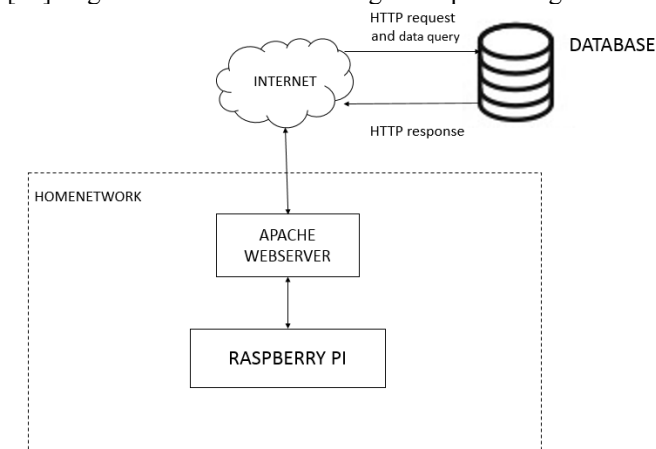 HTTP request
and data query
DATABASE
INTERNET
HTTP response
HOMENETWORK
APACHE
WEBSERVER
RASPBERRY PI